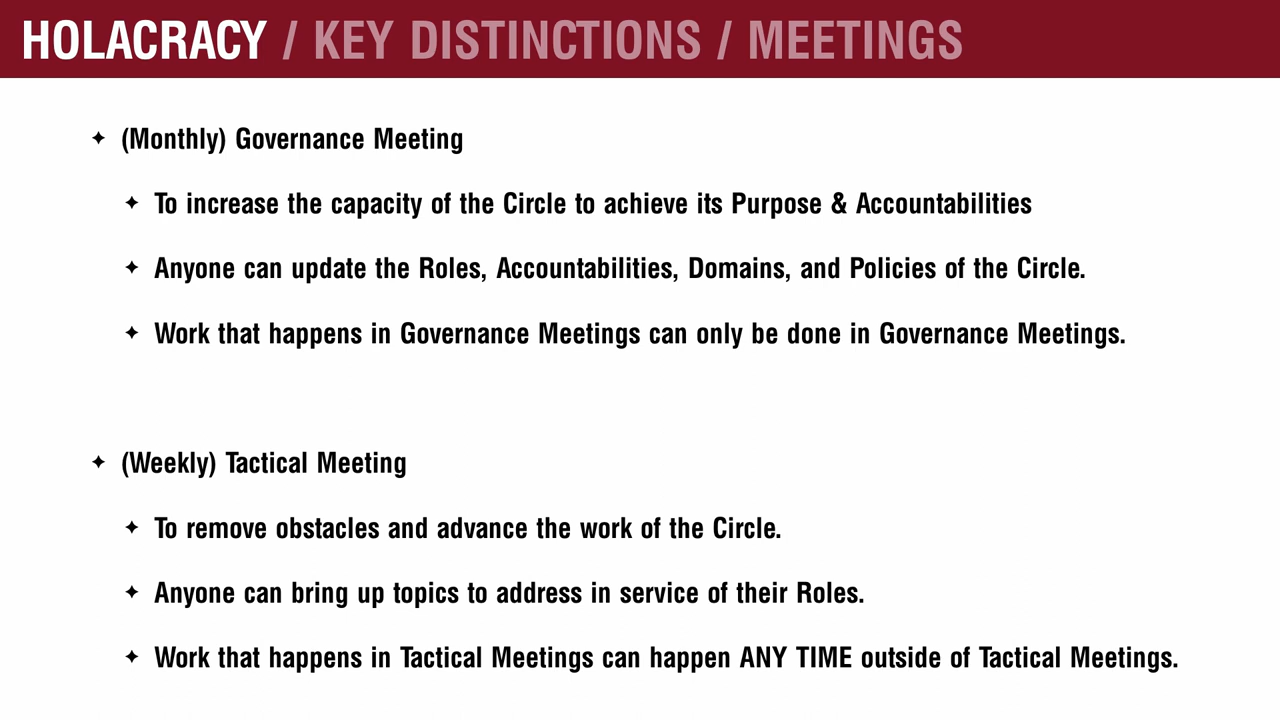 HOLACRACY / KEY DISTINCTIONS / MEETINGS
✦ (Monthly) Governance Meeting
✦ To increase the capacity of the Circle to achieve its Purpose & Accountabilities
✦ Anyone can update the Roles, Accountabilities, Domains, and Policies of the Circle.
✦ Work that happens in Governance Meetings can only be done in Governance Meetings.
✦ (Weekly) Tactical Meeting
✦ To remove obstacles and advance the work of the Circle.
✦ Anyone can bring up topics to address in service of their Roles.
✦ Work that happens in Tactical Meetings can happen ANY TIME outside of Tactical Meetings.